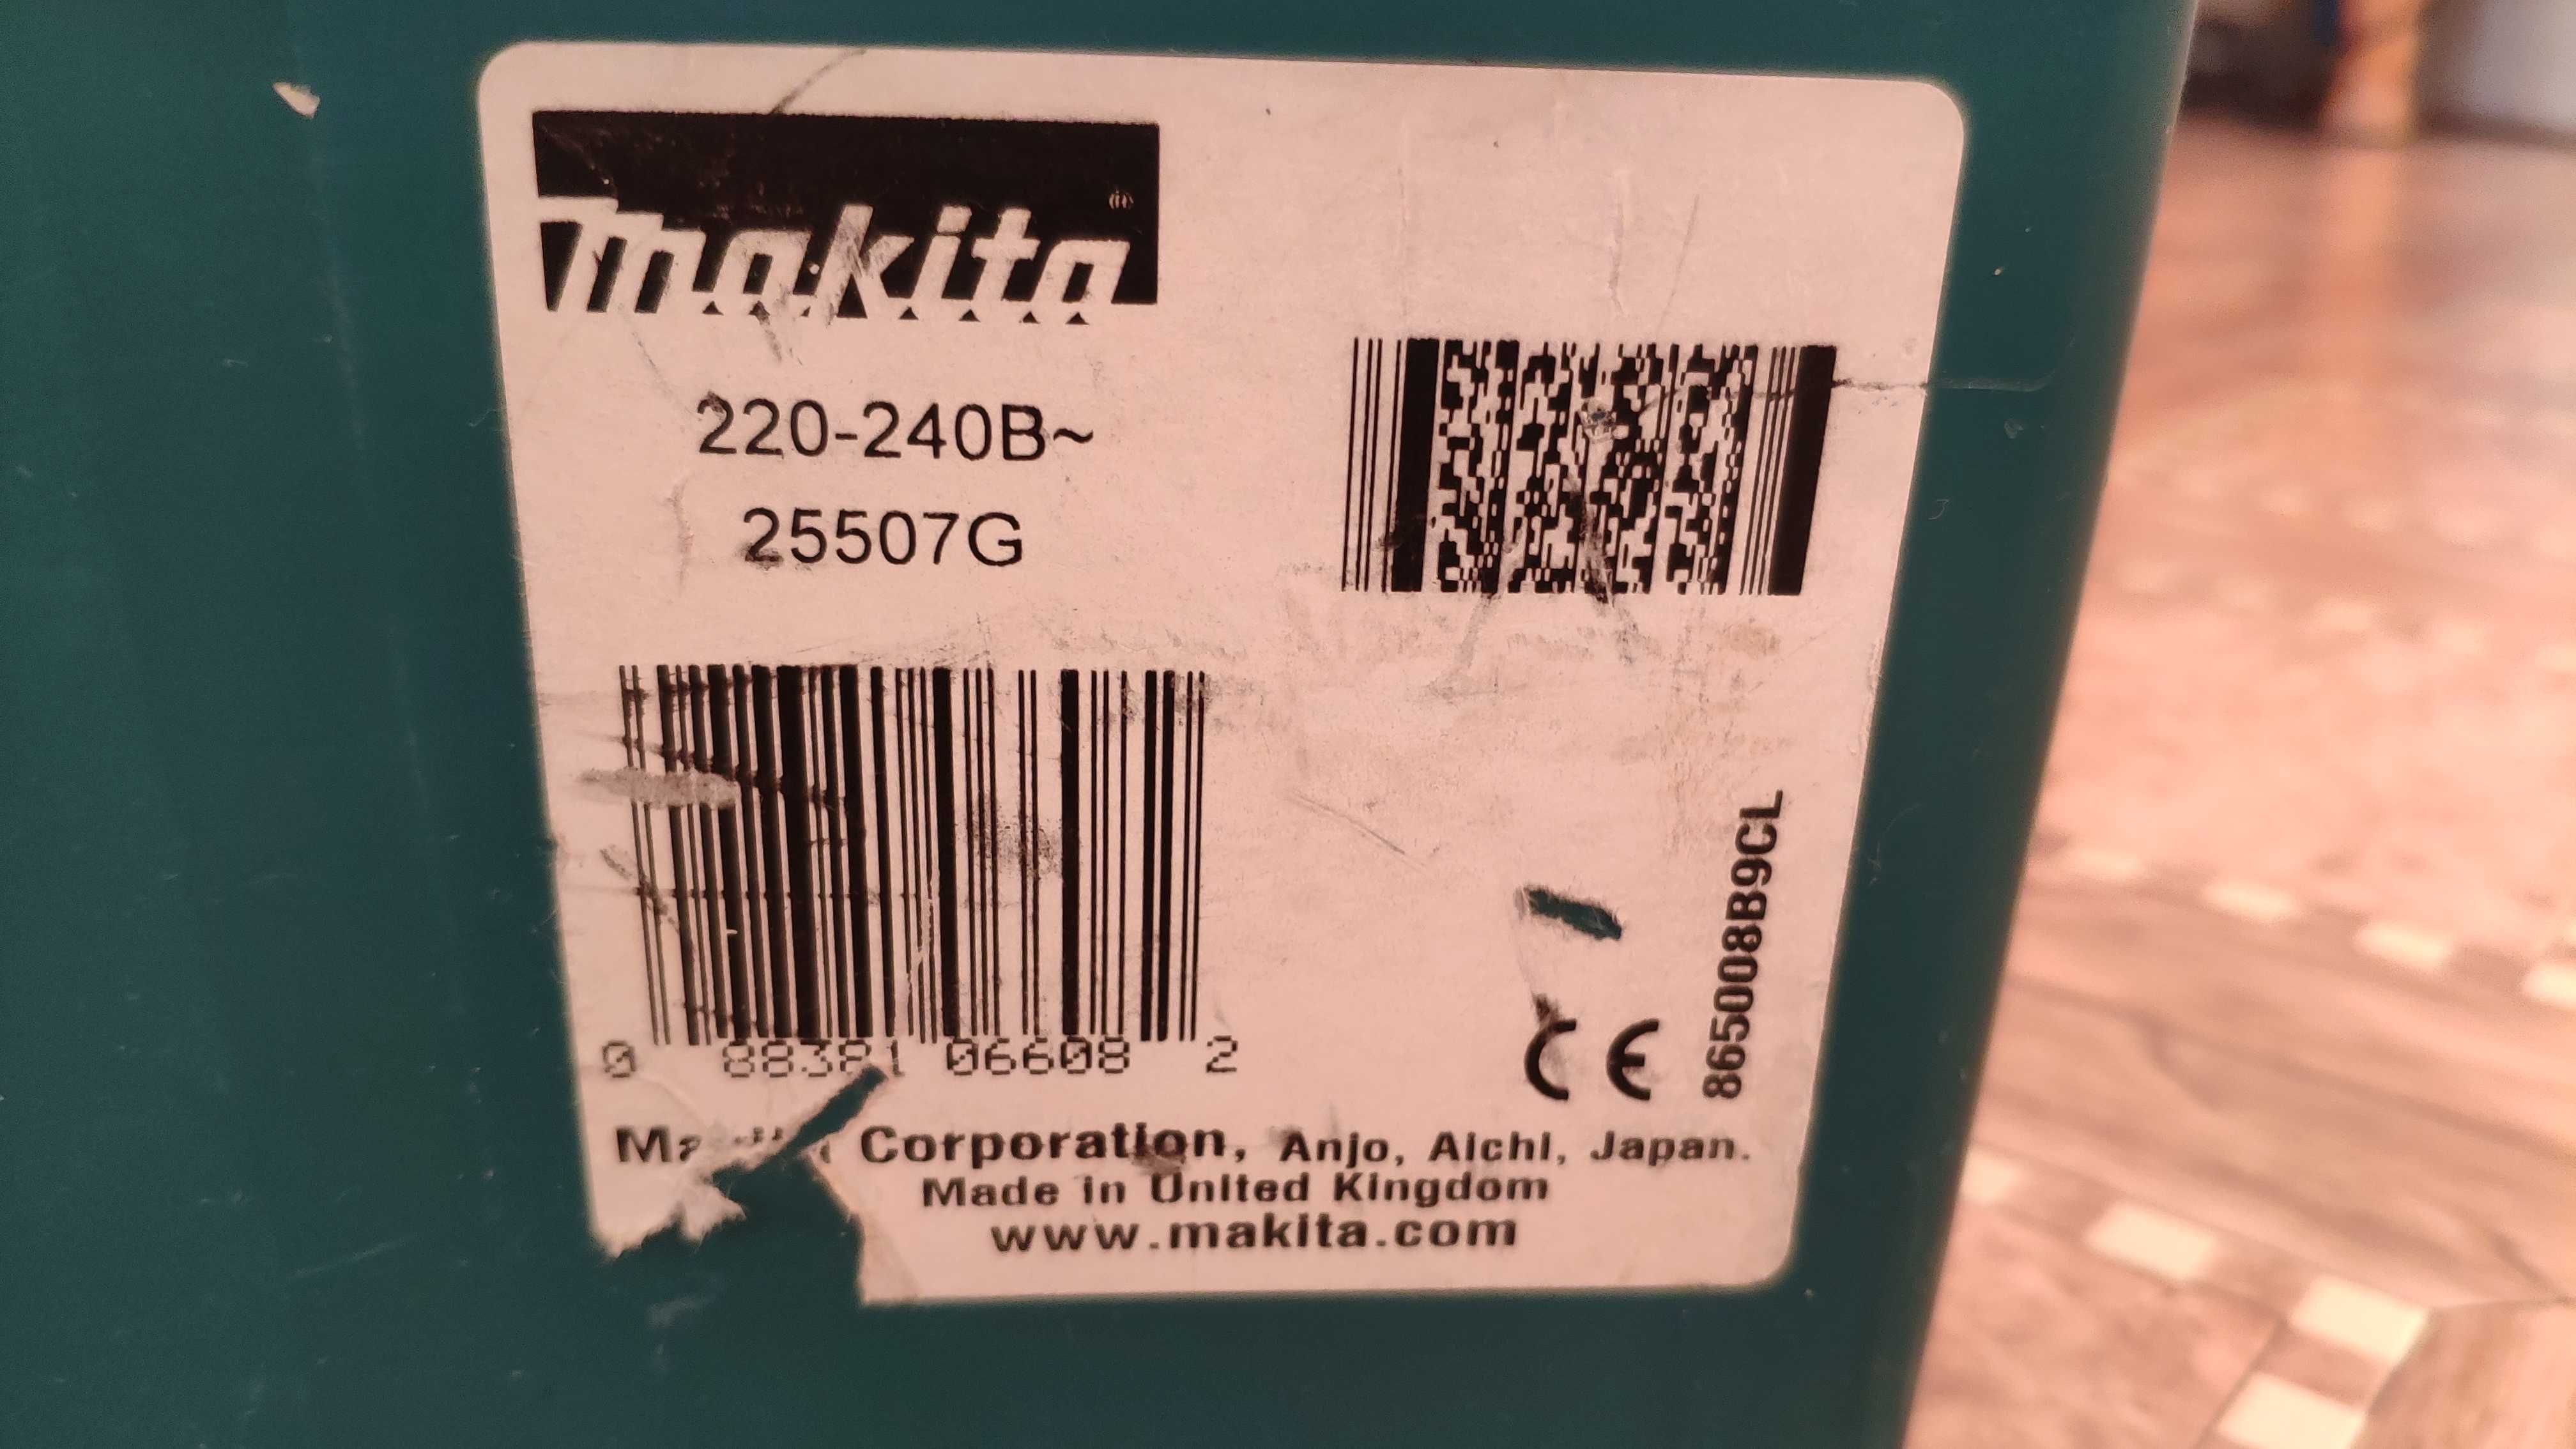 makita
220-240В~
25507G
0 88381 06608 2
865008B9CL
Corporation, Anjo, Aichi, Japan.
Made in United Kingdom
www.makita.com